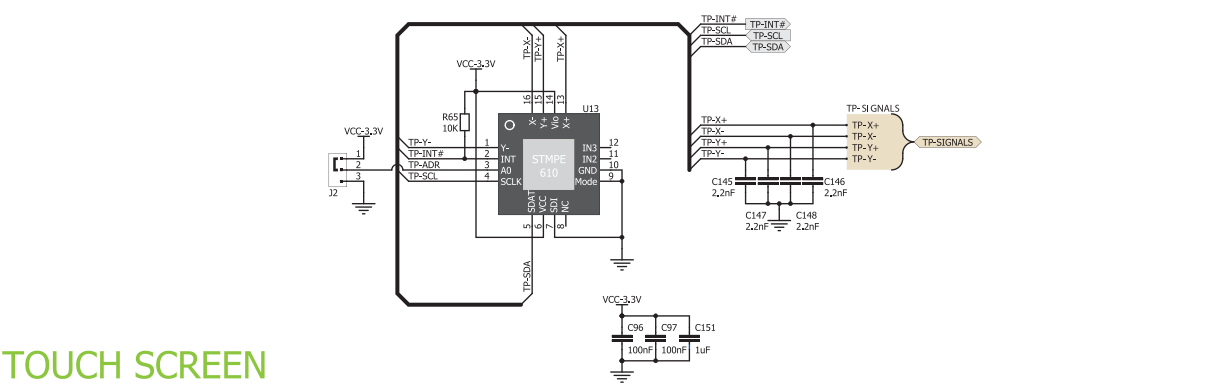 TP-INT#
TP-INT#
TP-SCL
TP-SCL
TP-SDA
TP-SDA
TP-X-
TP-Y+
TP-X+
VCC-3.3V
16
15
14
13
U13
R65
10K
X-
Y+
Vio
X+
VCC-3.3V
1
2
3
J2
TP-Y-
TP-INT#
TP-ADR
TP-SCL
1
2
3
4
Y-
INT
A0
SCLK
STMPE
610
IN3
IN2
GND
Mode
12
11
10
9
SDAT
VCC
SDI
NC
5
6
7
8
TP-SDA
TP-SIGNALS
TP-X+
TP-X-
TP-Y+
TP-Y-
TP-X+
TP-X-
TP-Y+
TP-Y-
TP-SIGNALS
C145
2.2nF
C146
2.2nF
C147
2.2nF
C148
2.2nF
VCC-3.3V
C96
100nF
C97
100nF
C151
1uF
TOUCH SCREEN